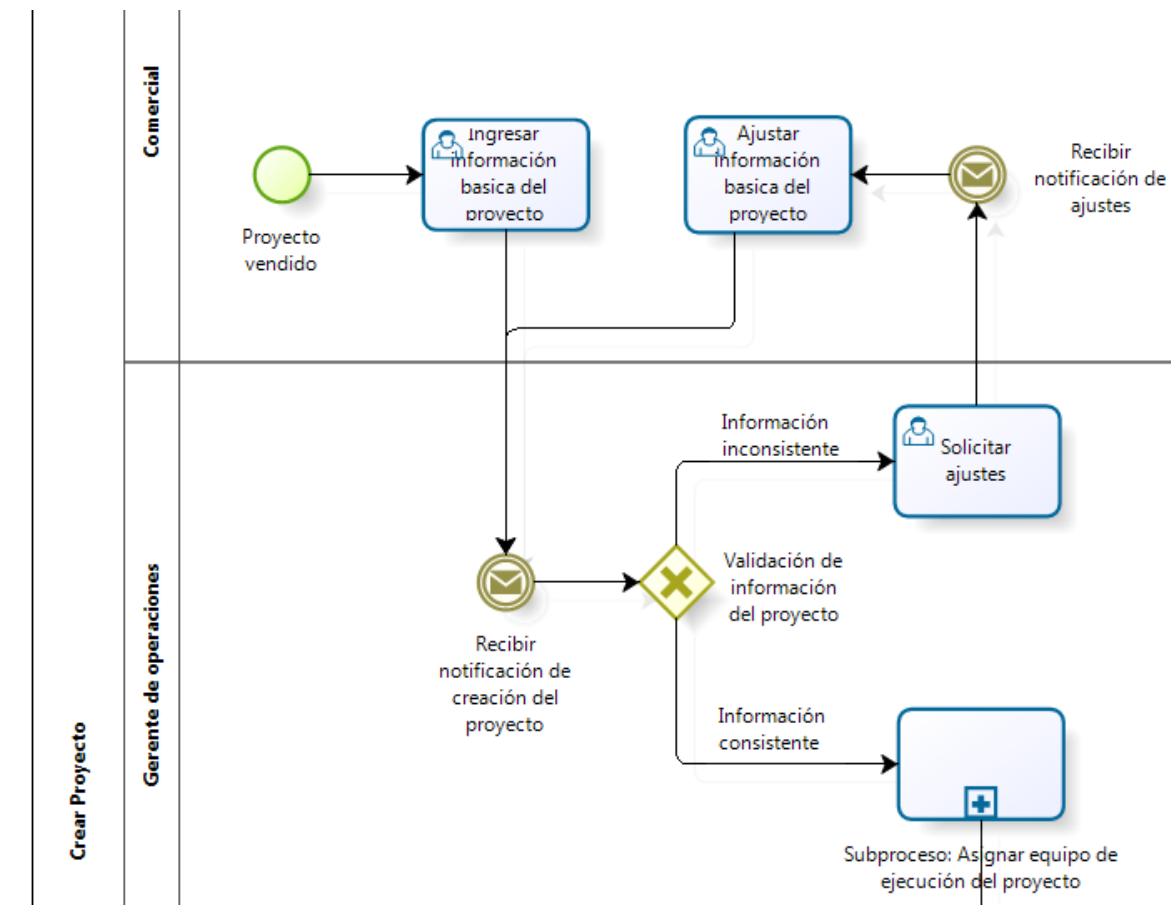 Crear Proyecto
Comercial
Proyecto
vendido
Ingresar
información
basica del
proyecto
Ajustar
información
basica del
proyecto
Recibir
notificación de
ajustes
Gerente de operaciones
Recibir
notificación de
creación del
proyecto
Validación de
información
del proyecto
Información
inconsistente
Solicitar
ajustes
Información
consistente
Subproceso: Asignar equipo de
ejecución del proyecto